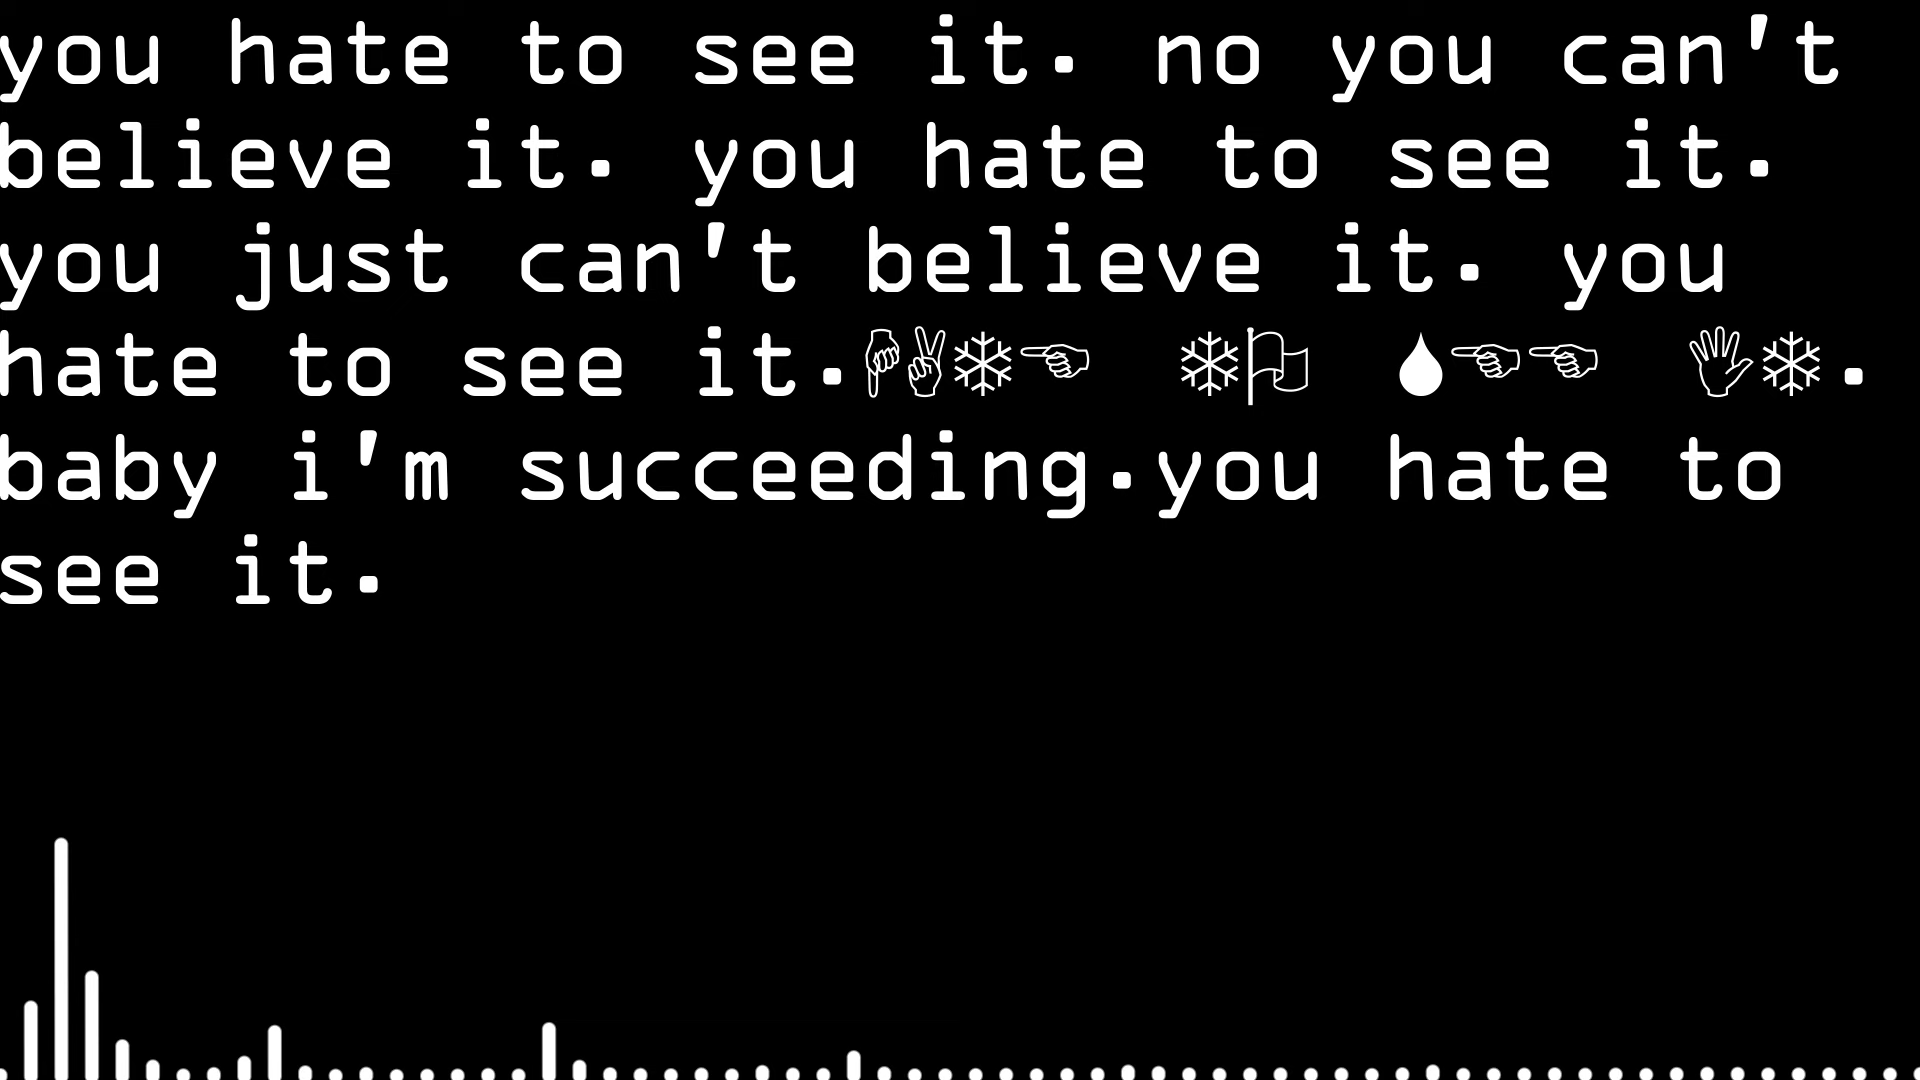 you hate to see it. no you can't
believe it. you hate to see it.
you just can't believe it. you
hate to see it.☟✌❄☜ ❄⚐ 💧☜☜ ✋❄.
baby i'm succeeding.you hate to
see it.